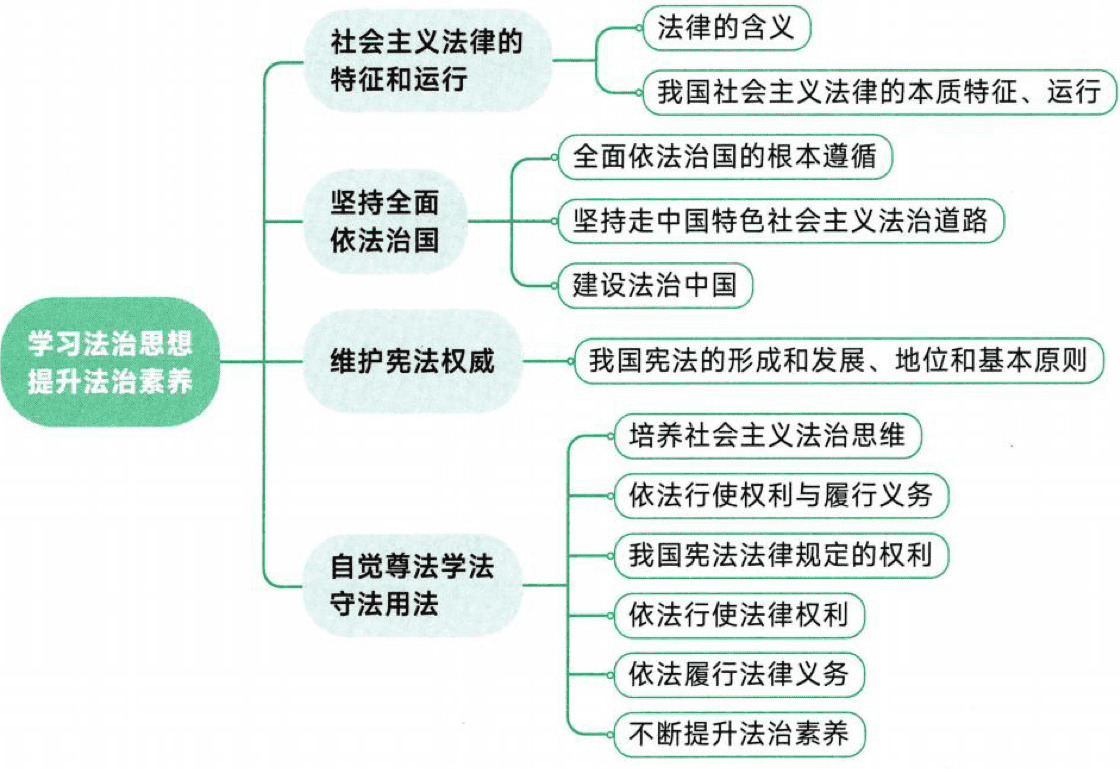 学习法治思想
提升法治素养
社会主义法律的
特征和运行
法律的含义
我国社会主义法律的本质特征、运行
坚持全面
依法治国
全面依法治国的根本遵循
坚持走中国特色社会主义法治道路
建设法治中国
维护宪法权威
我国宪法的形成和发展、地位和基本原则
自觉尊法学法
守法用法
培养社会主义法治思维
依法行使权利与履行义务
我国宪法法律规定的权利
依法行使法律权利
依法履行法律义务
不断提升法治素养